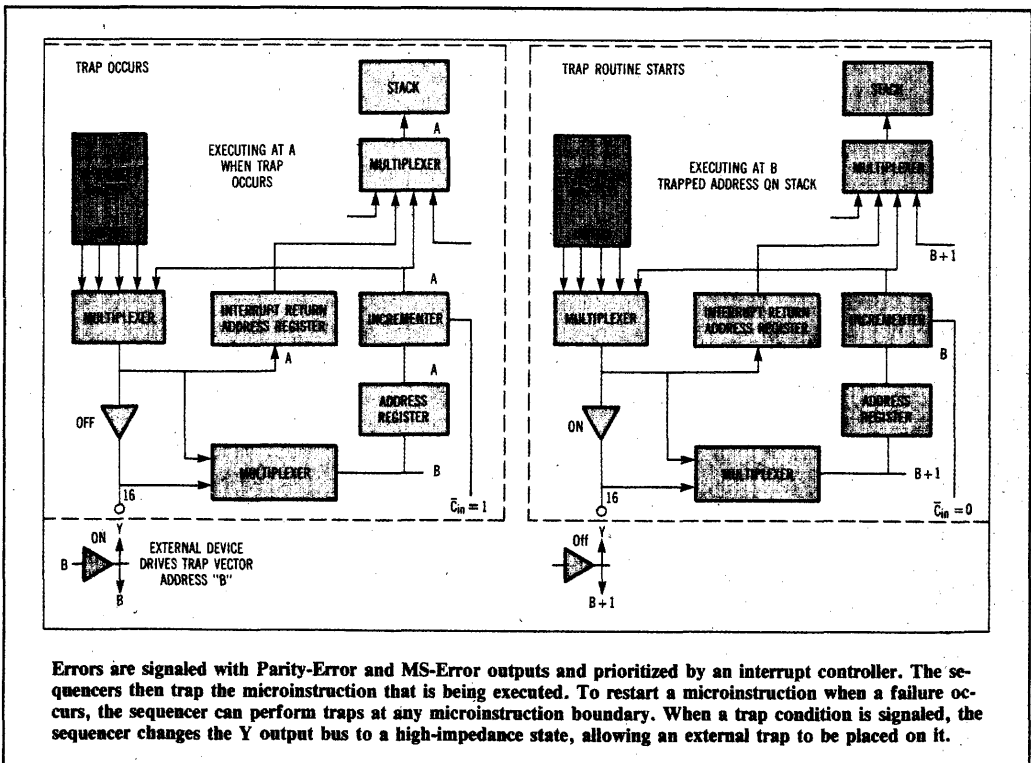 TRAP OCCURS
STACK
A
EXECUTING AT A
WHEN TRAP
OCCURS
MULTIPLEXER
A
MULTIPLEXER
INTERRUPT RETURN
ADDRESS REGISTER
INCREMENTER
A
A
ADDRESS
REGISTER
OFF
MULTIPLEXER
B
16
C̅in = 1
Y
ON
B
EXTERNAL DEVICE
DRIVES TRAP VECTOR
ADDRESS "B"
B
TRAP ROUTINE STARTS
STACK
EXECUTING AT B
TRAPPED ADDRESS ON STACK
MULTIPLEXER
B+1
MULTIPLEXER
INTERRUPT RETURN
ADDRESS REGISTER
INCREMENTER
B
ADDRESS
REGISTER
ON
MULTIPLEXER
B+1
16
C̅in = 0
Y
Off
B+1
Errors are signaled with Parity-Error and MS-Error outputs and prioritized by an interrupt controller. The se-
quencers then trap the microinstruction that is being executed. To restart a microinstruction when a failure oc-
curs, the sequencer can perform traps at any microinstruction boundary. When a trap condition is signaled, the
sequencer changes the Y output bus to a high-impedance state, allowing an external trap to be placed on it.